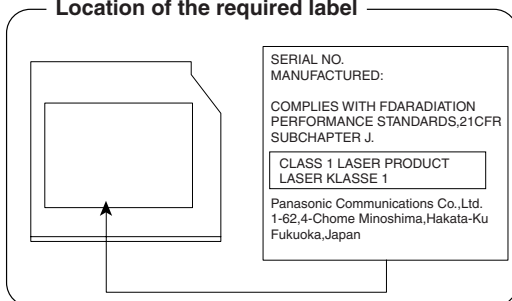 Location of the required label
SERIAL NO.
MANUFACTURED:
COMPLIES WITH FDARADIATION
PERFORMANCE STANDARDS,21CFR
SUBCHAPTER J.
CLASS 1 LASER PRODUCT
LASER KLASSE 1
Panasonic Communications Co.,Ltd.
1-62,4-Chome Minoshima,Hakata-Ku
Fukuoka,Japan